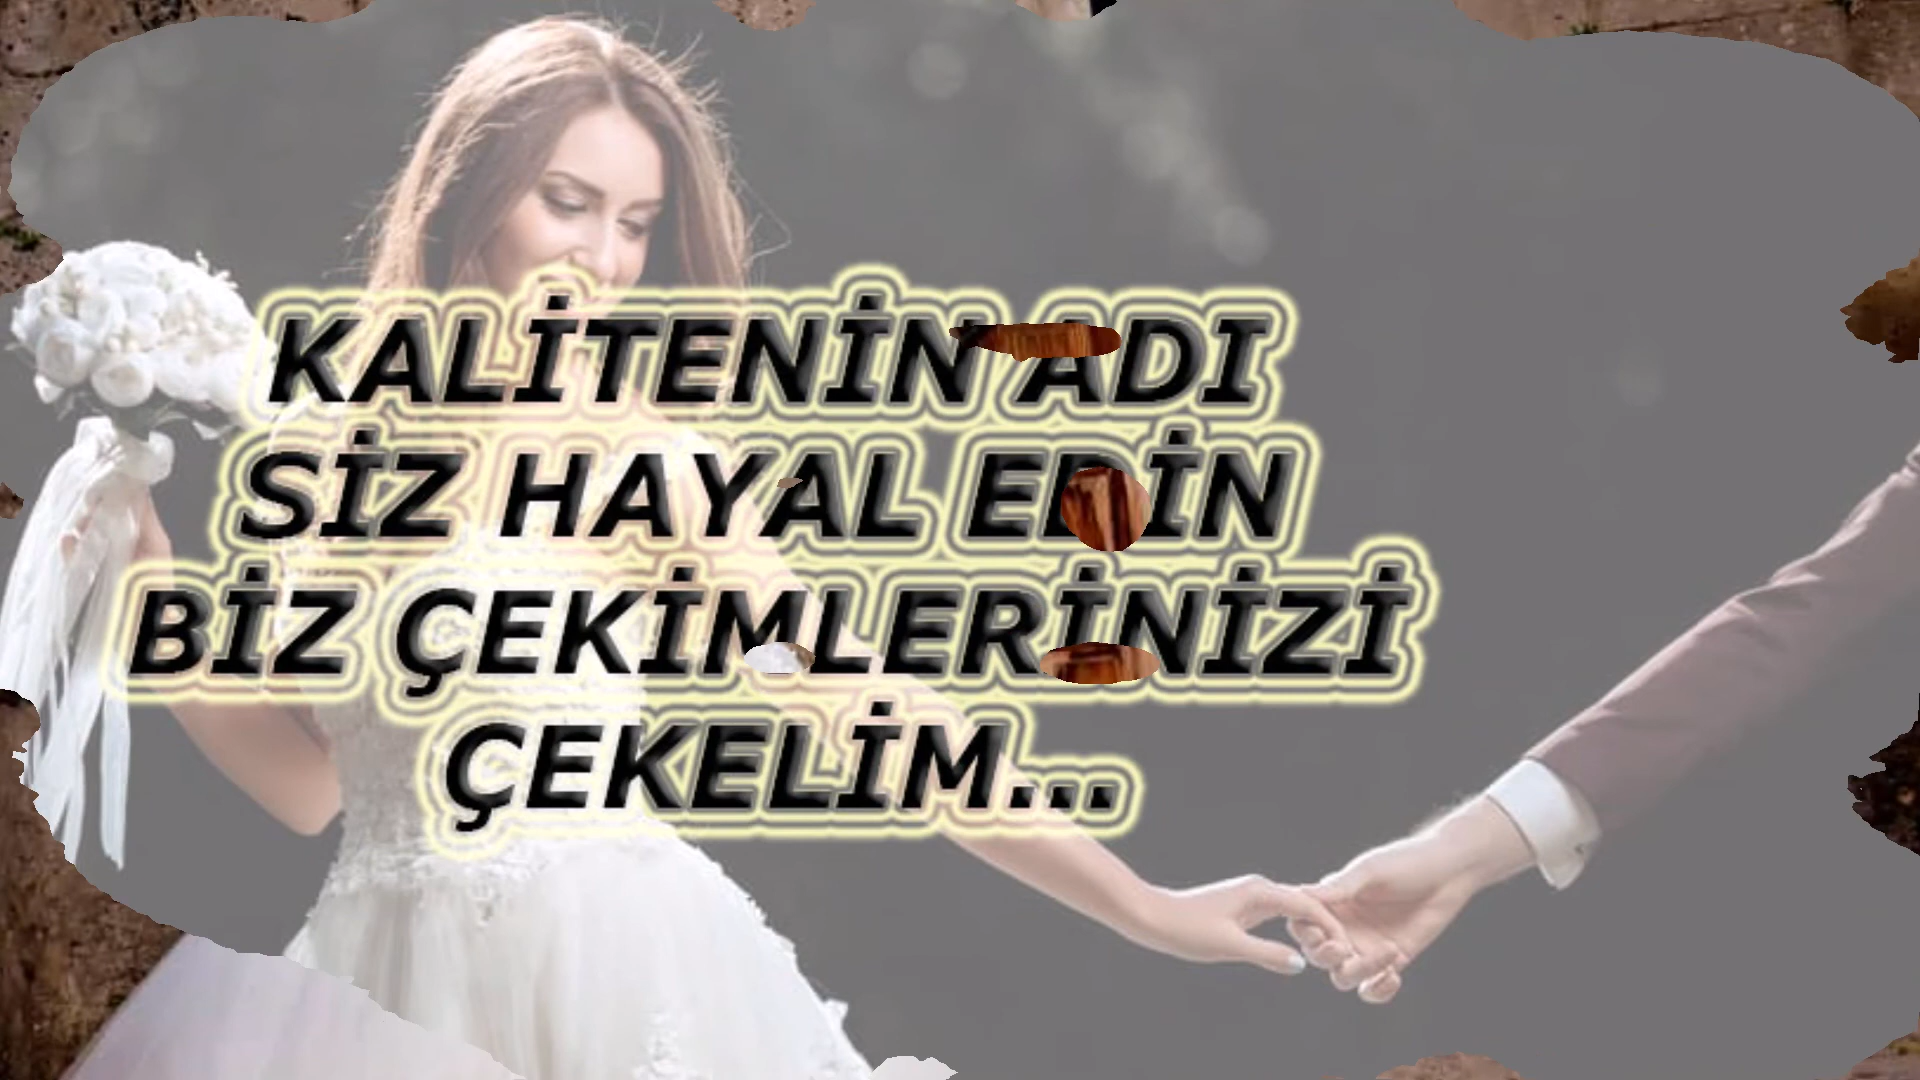 KALİTENİN ADI
SİZ HAYAL EDİN
BİZ ÇEKİMLERİNİZİ
ÇEKELİM...